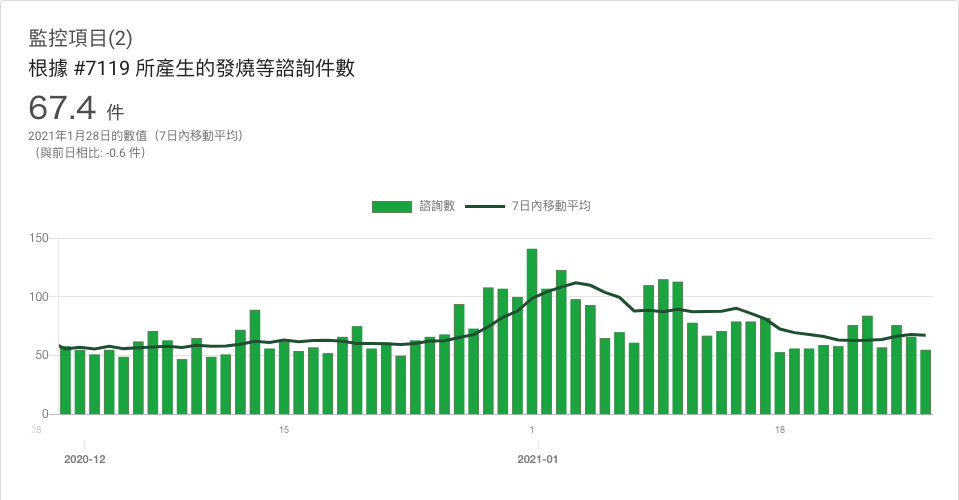 監控項目(2)
根據 #7119 所產生的發燒等諮詢件數
67.4 件
2021年1月28日的數值（7日內移動平均）
（與前日相比: -0.6 件）
諮詢數 7日內移動平均
150
100
50
0
28 15 1 18
2020-12 2021-01